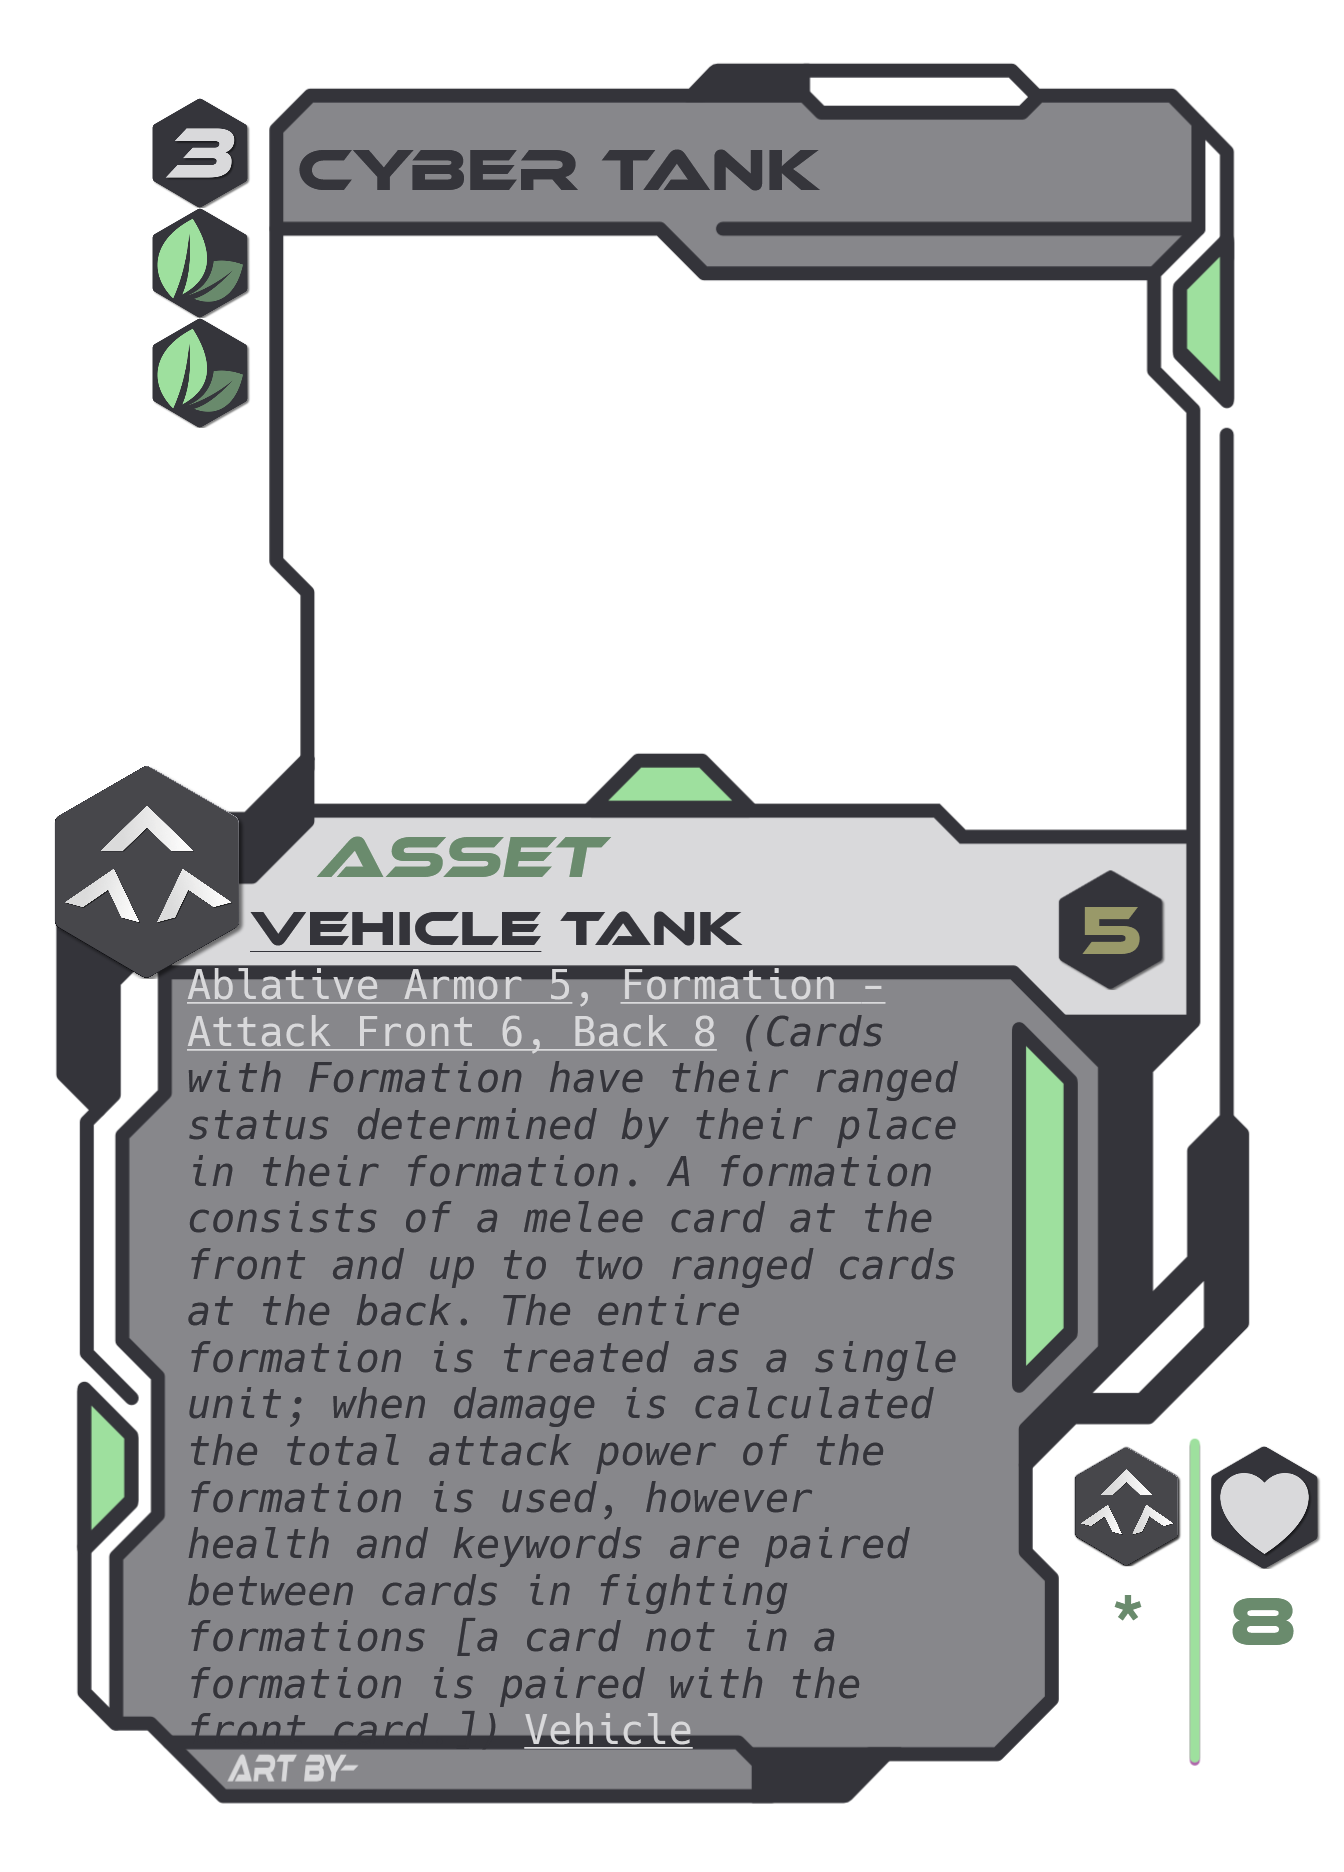 3
CYBER TANK
ASSET
VEHICLE TANK
5
Ablative Armor 5, Formation -
Attack Front 6, Back 8 (Cards
with Formation have their ranged
status determined by their place
in their formation. A formation
consists of a melee card at the
front and up to two ranged cards
at the back. The entire
formation is treated as a single
unit; when damage is calculated
the total attack power of the
formation is used, however
health and keywords are paired
between cards in fighting
formations [a card not in a
formation is paired with the
front card ]) Vehicle
* 8
ART BY-